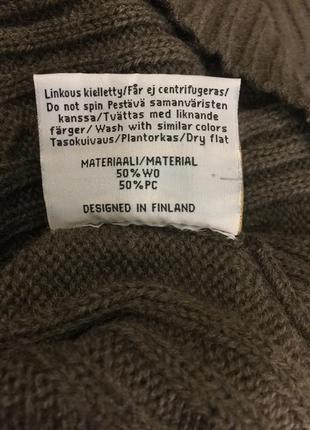 Linkous kielletty/Får ej centrifugeras/
Do not spin Pestävä samanväristen
kanssa/Tvättas med liknande
färger/ Wash with similar colors
Tasokuivaus/Plantorkas/Dry flat
MATERIAALI/MATERIAL
50%WO
50%PC
DESIGNED IN FINLAND